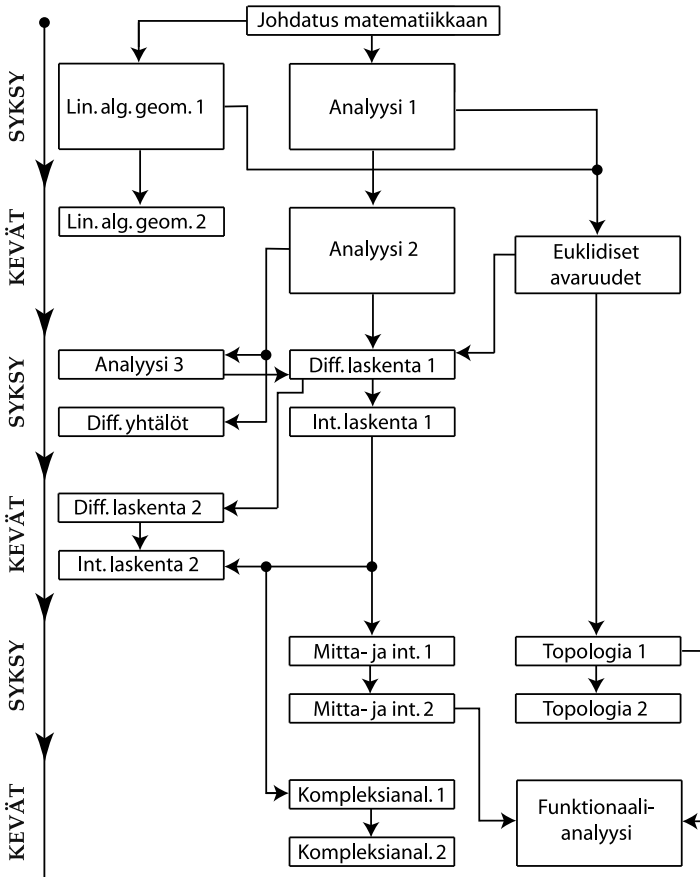 Johdatus matematiikkaan
SYKSY
Lin. alg. geom. 1
Analyysi 1
KEVÄT
Lin. alg. geom. 2
Analyysi 2
Euklidiset
avaruudet
SYKSY
Analyysi 3
Diff. laskenta 1
Diff. yhtälöt
Int. laskenta 1
KEVÄT
Diff. laskenta 2
Int. laskenta 2
SYKSY
Mitta- ja int. 1
Topologia 1
Mitta- ja int. 2
Topologia 2
KEVÄT
Kompleksianal. 1
Funktionaali-
analyysi
Kompleksianal. 2